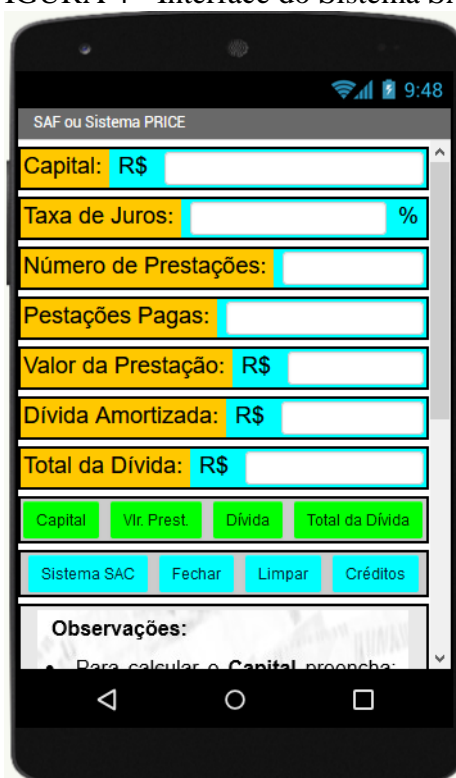 IGURA 4 - Interface do Sistema
9:48
SAF ou Sistema PRICE
Capital: R$
Taxa de Juros: %
Número de Prestações:
Pestações Pagas:
Valor da Prestação: R$
Dívida Amortizada: R$
Total da Dívida: R$
Capital Vlr. Prest. Dívida Total da Dívida
Sistema SAC Fechar Limpar Créditos
Observações:
• Para calcular o Capital preencha: